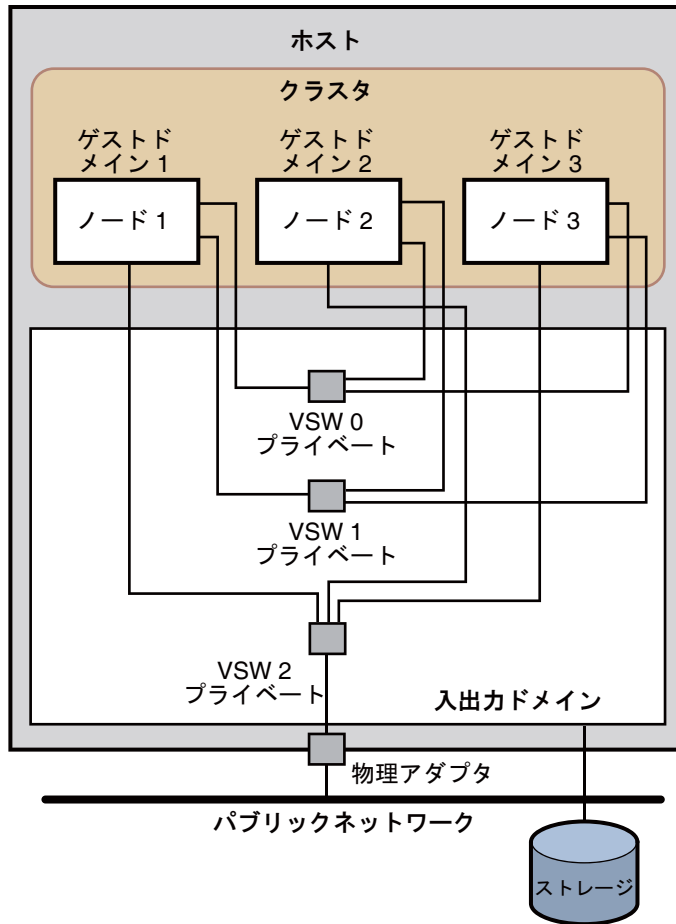 ホスト
クラスタ
ゲストド
メイン 1
ゲストド
メイン 2
ゲストド
メイン 3
ノード 1
ノード 2
ノード 3
VSW 0
プライベート
VSW 1
プライベート
VSW 2
プライベート
入出力ドメイン
物理アダプタ
パブリックネットワーク
ストレージ